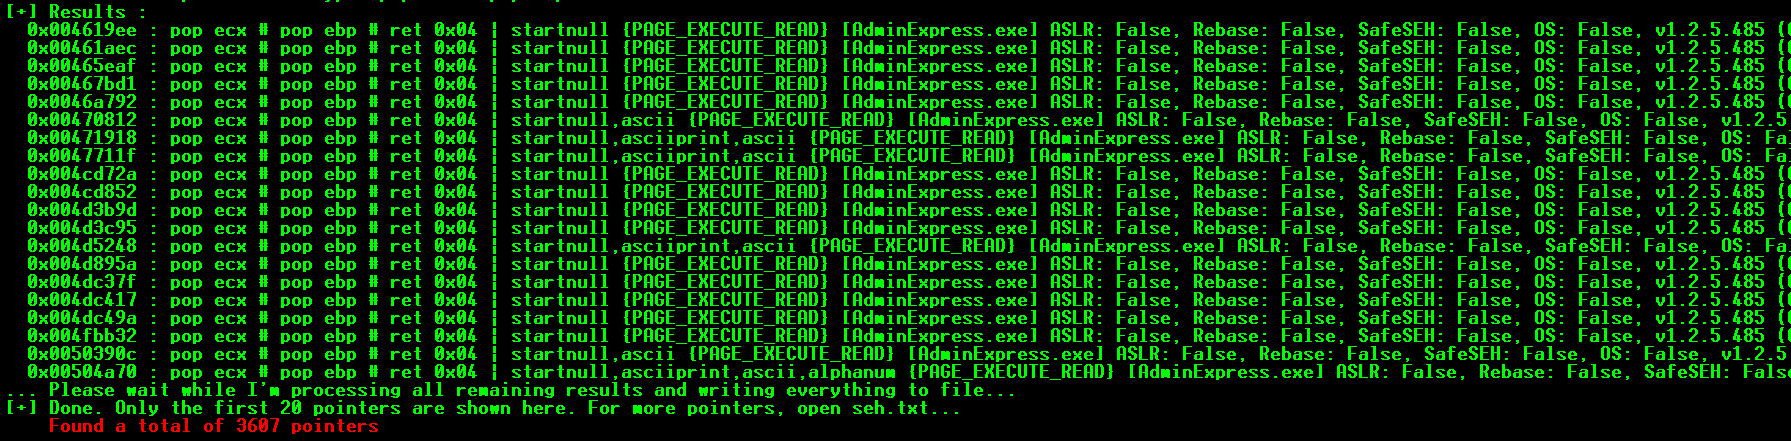 [+] Results :
0x004619ee : pop ecx # pop ebp # ret 0x04 | startnull {PAGE_EXECUTE_READ} [AdminExpress.exe] ASLR: False, Rebase: False, SafeSEH: False, OS: False, v1.2.5.485 (
0x0461aec : pop ecx # pop ebp # ret 0x04 | startnull {PAGE_EXECUTE_READ} [AdminExpress.exe] ASLR: False, Rebase: False, SafeSEH: False, OS: False, v1.2.5.485 (
0x00465eaf : pop ecx # pop ebp # ret 0x04 | startnull {PAGE_EXECUTE_READ} [AdminExpress.exe] ASLR: False, Rebase: False, SafeSEH: False, OS: False, v1.2.5.485 (
0x00467bd1 : pop ecx # pop ebp # ret 0x04 | startnull {PAGE_EXECUTE_READ} [AdminExpress.exe] ASLR: False, Rebase: False, SafeSEH: False, OS: False, v1.2.5.485 (
0x0046a792 : pop ecx # pop ebp # ret 0x04 | startnull {PAGE_EXECUTE_READ} [AdminExpress.exe] ASLR: False, Rebase: False, SafeSEH: False, OS: False, v1.2.5.485 (
0x00470812 : pop ecx # pop ebp # ret 0x04 | startnull,ascii {PAGE_EXECUTE_READ} [AdminExpress.exe] ASLR: False, Rebase: False, SafeSEH: False, OS: False, v1.2.5
0x00471918 : pop ecx # pop ebp # ret 0x04 | startnull,asciiprint,ascii {PAGE_EXECUTE_READ} [AdminExpress.exe] ASLR: False, Rebase: False, SafeSEH: False, OS: Fa
0x0047711f : pop ecx # pop ebp # ret 0x04 | startnull,asciiprint,ascii {PAGE_EXECUTE_READ} [AdminExpress.exe] ASLR: False, Rebase: False, SafeSEH: False, OS: Fa
0x004cd72a : pop ecx # pop ebp # ret 0x04 | startnull {PAGE_EXECUTE_READ} [AdminExpress.exe] ASLR: False, Rebase: False, SafeSEH: False, OS: False, v1.2.5.485 (
0x004cd852 : pop ecx # pop ebp # ret 0x04 | startnull {PAGE_EXECUTE_READ} [AdminExpress.exe] ASLR: False, Rebase: False, SafeSEH: False, OS: False, v1.2.5.485 (
0x004d3b9d : pop ecx # pop ebp # ret 0x04 | startnull {PAGE_EXECUTE_READ} [AdminExpress.exe] ASLR: False, Rebase: False, SafeSEH: False, OS: False, v1.2.5.485 (
0x004d3c95 : pop ecx # pop ebp # ret 0x04 | startnull {PAGE_EXECUTE_READ} [AdminExpress.exe] ASLR: False, Rebase: False, SafeSEH: False, OS: False, v1.2.5.485 (
0x004d5248 : pop ecx # pop ebp # ret 0x04 | startnull,asciiprint,ascii {PAGE_EXECUTE_READ} [AdminExpress.exe] ASLR: False, Rebase: False, SafeSEH: False, OS: Fa
0x004d895a : pop ecx # pop ebp # ret 0x04 | startnull {PAGE_EXECUTE_READ} [AdminExpress.exe] ASLR: False, Rebase: False, SafeSEH: False, OS: False, v1.2.5.485 (
0x004dc37f : pop ecx # pop ebp # ret 0x04 | startnull {PAGE_EXECUTE_READ} [AdminExpress.exe] ASLR: False, Rebase: False, SafeSEH: False, OS: False, v1.2.5.485 (
0x004dc417 : pop ecx # pop ebp # ret 0x04 | startnull {PAGE_EXECUTE_READ} [AdminExpress.exe] ASLR: False, Rebase: False, SafeSEH: False, OS: False, v1.2.5.485 (
0x004dc49a : pop ecx # pop ebp # ret 0x04 | startnull {PAGE_EXECUTE_READ} [AdminExpress.exe] ASLR: False, Rebase: False, SafeSEH: False, OS: False, v1.2.5.485 (
0x004fbb32 : pop ecx # pop ebp # ret 0x04 | startnull {PAGE_EXECUTE_READ} [AdminExpress.exe] ASLR: False, Rebase: False, SafeSEH: False, OS: False, v1.2.5.485 (
0x0050390c : pop ecx # pop ebp # ret 0x04 | startnull,ascii {PAGE_EXECUTE_READ} [AdminExpress.exe] ASLR: False, Rebase: False, SafeSEH: False, OS: False, v1.2.5
0x00504a70 : pop ecx # pop ebp # ret 0x04 | startnull,asciiprint,ascii,alphanum {PAGE_EXECUTE_READ} [AdminExpress.exe] ASLR: False, Rebase: False, SafeSEH: Fals
... Please wait while I'm processing all remaining results and writing everything to file...
[+] Done. Only the first 20 pointers are shown here. For more pointers, open seh.txt...
Found a total of 3607 pointers